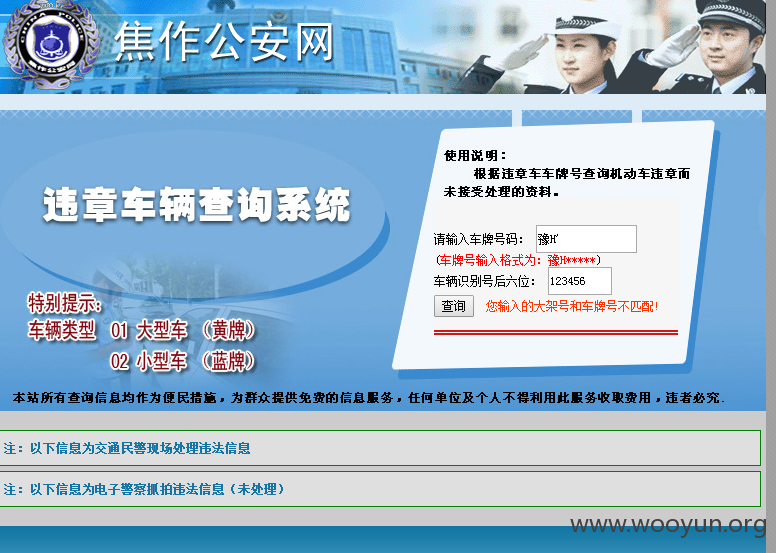 焦作公安网
使用说明：
根据违章车车牌号查询机动车违章而
未接受处理的资料。
违章车辆查询系统
请输入车牌号码： 豫H'
(车牌号输入格式为：豫H*****)
车辆识别号后六位： 123456
查询 您输入的大架号和车牌号不匹配!
特别提示：
车辆类型 01 大型车 （黄牌）
02 小型车 （蓝牌）
本站所有查询信息均作为便民措施，为群众提供免费的信息服务，任何单位及个人不得利用此服务收取费用，违者必究.
注：以下信息为交通民警现场处理违法信息
注：以下信息为电子警察抓拍违法信息（未处理）
www.wooyun.org